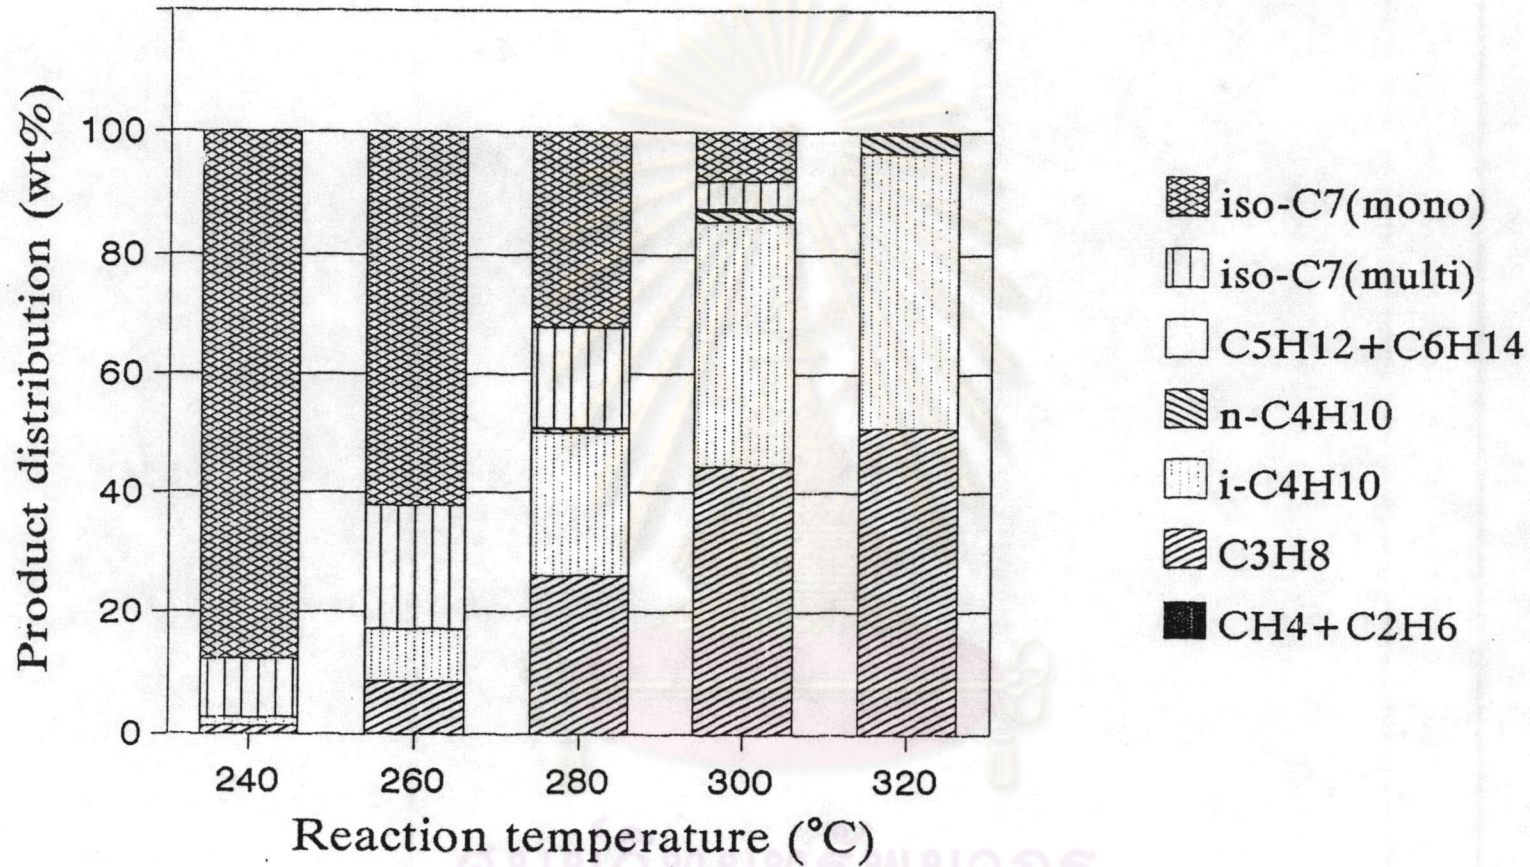 Product distribution (wt%)
100
80
60
40
20
0
240 260 280 300 320
Reaction temperature (°C)
iso-C7(mono)
iso-C7(multi)
C5H12+C6H14
n-C4H10
i-C4H10
C3H8
CH4+C2H6